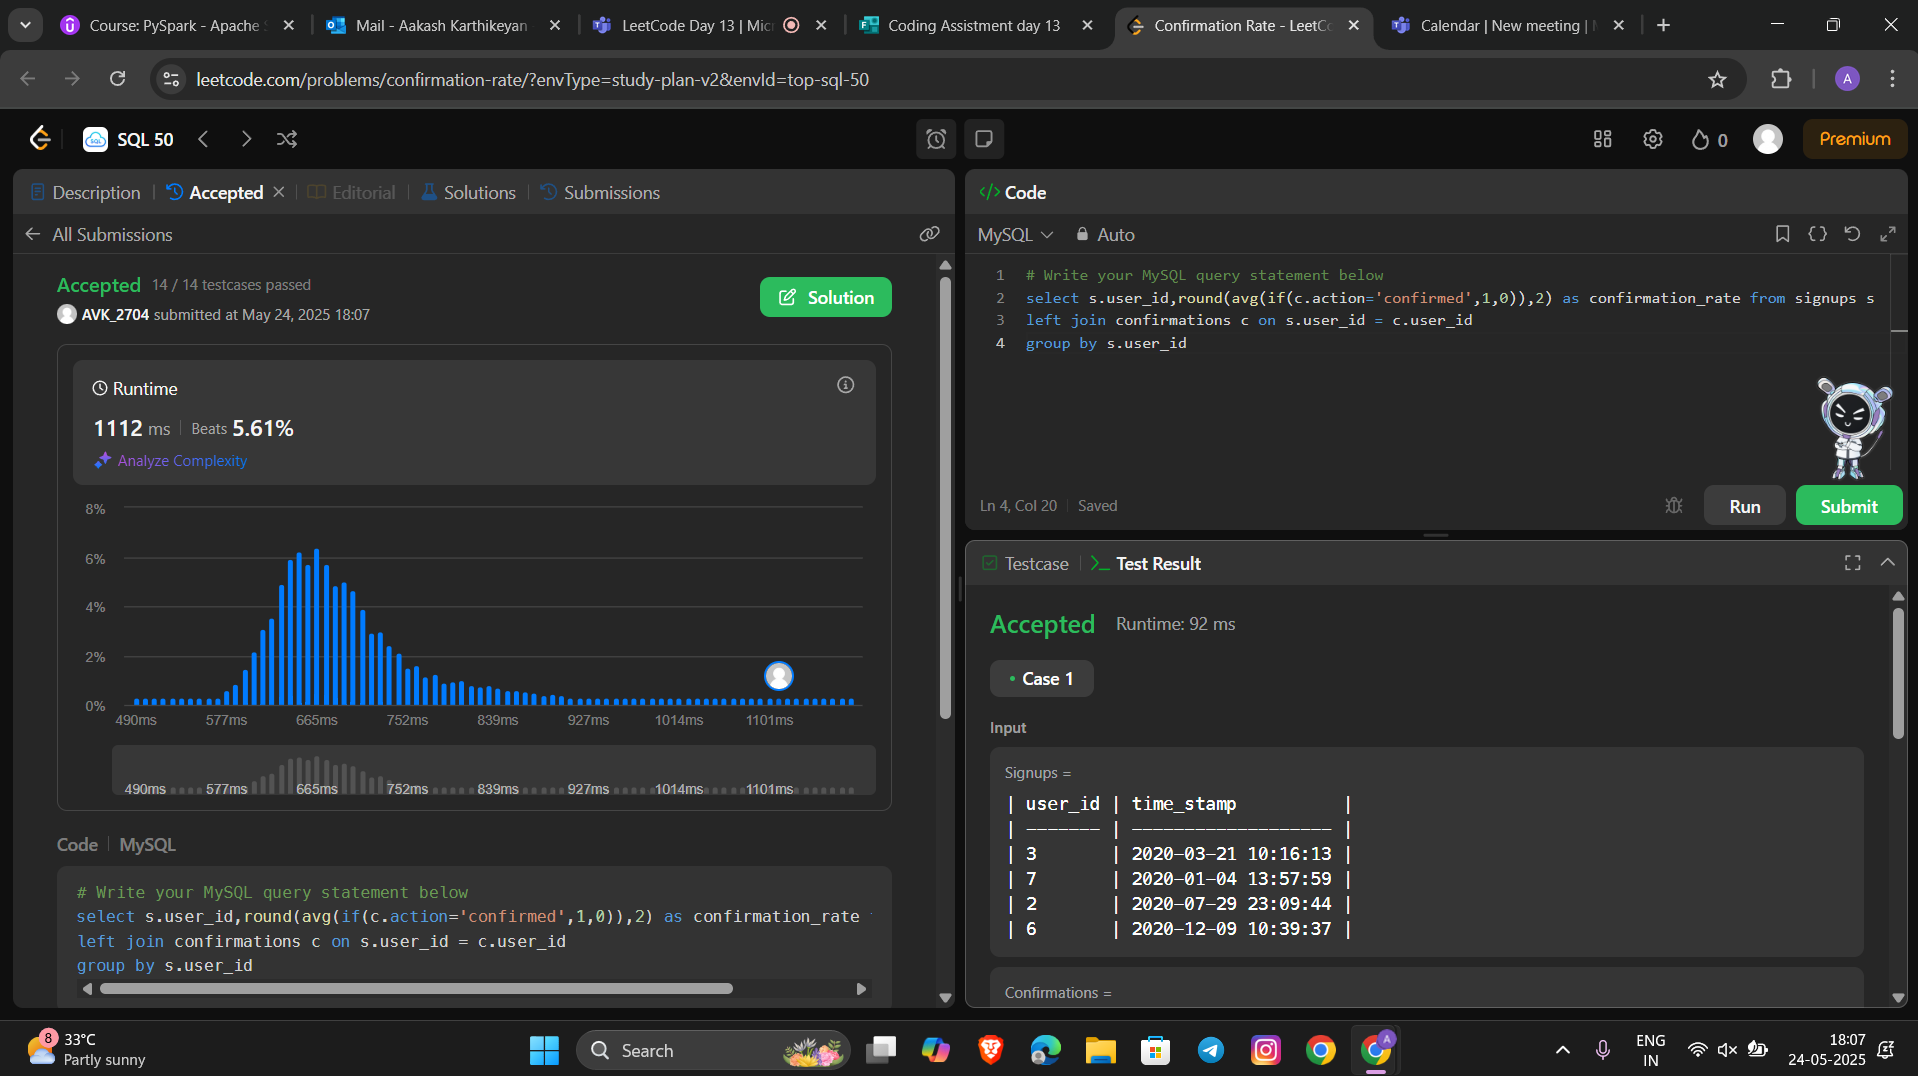 Course: PySpark - Apache
Mail - Aakash Karthikeyan
LeetCode Day 13 | Mic
Coding Assistment day 13
Confirmation Rate - LeetC
Calendar | New meeting |
leetcode.com/problems/confirmation-rate/?envType=study-plan-v2&envId=top-sql-50
A
SQL 50
0
Premium
Description
Accepted
Editorial
Solutions
Submissions
All Submissions
Accepted 14 / 14 testcases passed
AVK_2704 submitted at May 24, 2025 18:07
Solution
Runtime
1112 ms Beats 5.61%
Analyze Complexity
8%
6%
4%
2%
0%
490ms 577ms 665ms 752ms 839ms 927ms 1014ms 1101ms
490ms 577ms 665ms 752ms 839ms 927ms 1014ms 1101ms
Code MySQL
# Write your MySQL query statement below
select s.user_id,round(avg(if(c.action='confirmed',1,0)),2) as confirmation_rate
left join confirmations c on s.user_id = c.user_id
group by s.user_id
</> Code
MySQL Auto
1 # Write your MySQL query statement below
2 select s.user_id,round(avg(if(c.action='confirmed',1,0)),2) as confirmation_rate from signups s
3 left join confirmations c on s.user_id = c.user_id
4 group by s.user_id
Ln 4, Col 20 Saved
Run
Submit
Testcase
>_ Test Result
Accepted Runtime: 92 ms
• Case 1
Input
Signups =
| user_id | time_stamp |
| ------- | ------------------- |
| 3 | 2020-03-21 10:16:13 |
| 7 | 2020-01-04 13:57:59 |
| 2 | 2020-07-29 23:09:44 |
| 6 | 2020-12-09 10:39:37 |
Confirmations =
8
33°C
Partly sunny
Search
A
ENG
IN
18:07
24-05-2025